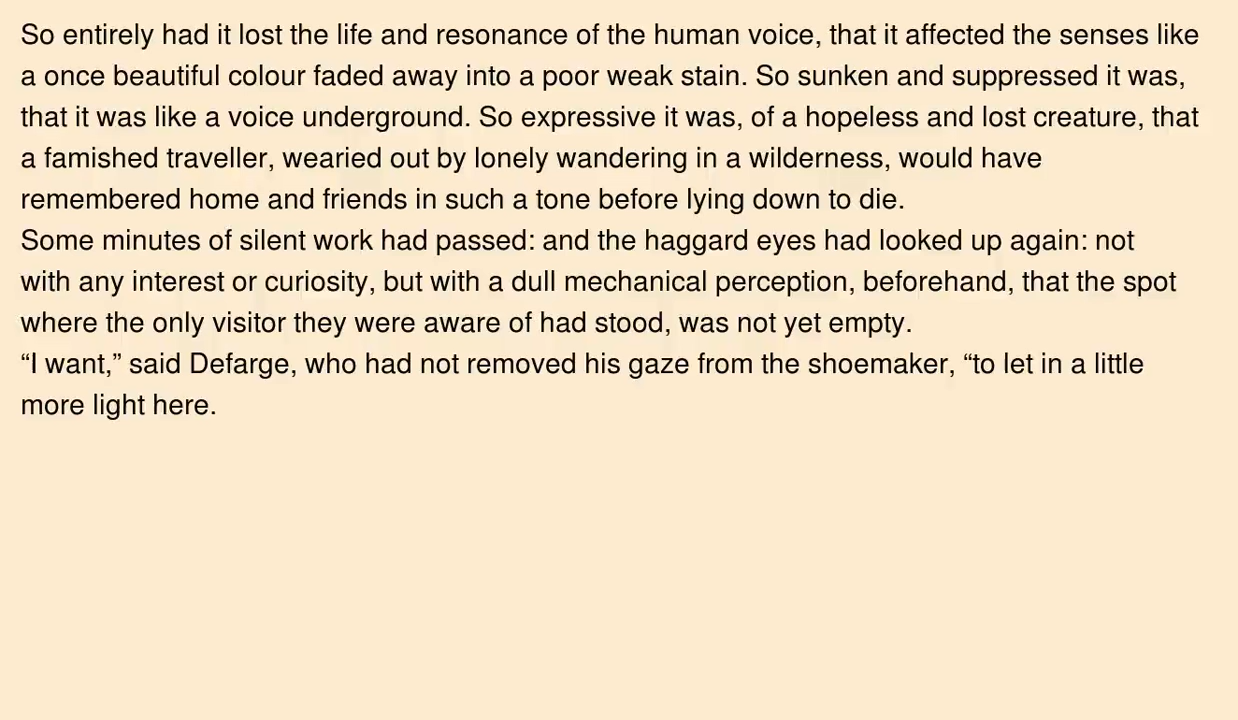 So entirely had it lost the life and resonance of the human voice, that it affected the senses like
a once beautiful colour faded away into a poor weak stain. So sunken and suppressed it was,
that it was like a voice underground. So expressive it was, of a hopeless and lost creature, that
a famished traveller, wearied out by lonely wandering in a wilderness, would have
remembered home and friends in such a tone before lying down to die.
Some minutes of silent work had passed: and the haggard eyes had looked up again: not
with any interest or curiosity, but with a dull mechanical perception, beforehand, that the spot
where the only visitor they were aware of had stood, was not yet empty.
“I want,” said Defarge, who had not removed his gaze from the shoemaker, “to let in a little
more light here.